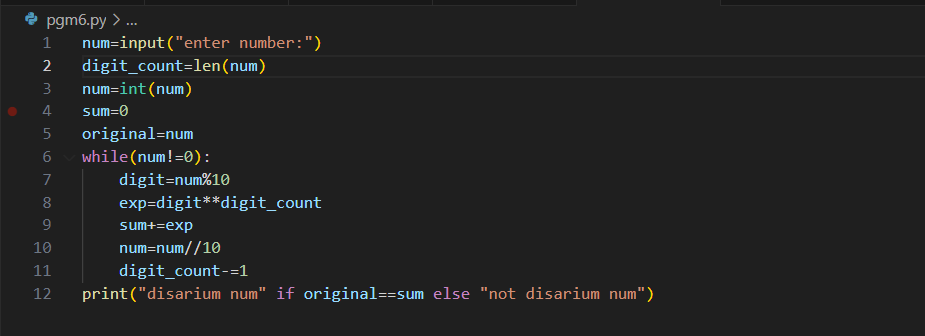 pgm6.py > ...
1 num=input("enter number:")
2 digit_count=len(num)
3 num=int(num)
4 sum=0
5 original=num
6 while(num!=0):
7     digit=num%10
8     exp=digit**digit_count
9     sum+=exp
10     num=num//10
11     digit_count-=1
12 print("disarium num" if original==sum else "not disarium num")